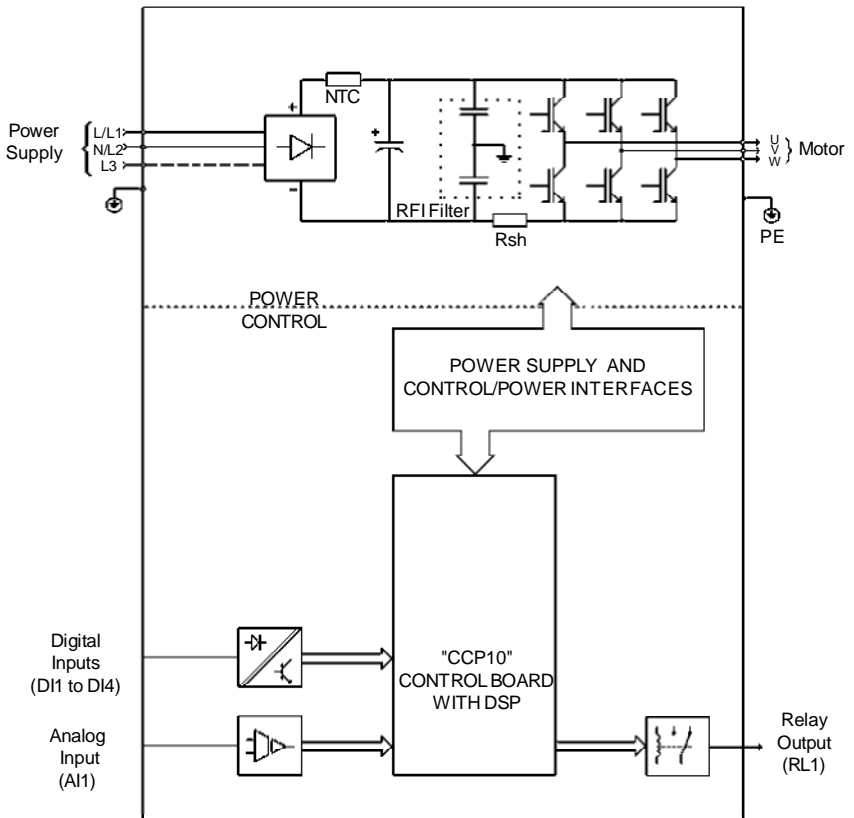 NTC
Power
Supply
L/L1
N/L2
L3
+
-
+
RFI Filter
Rsh
U
V
W
Motor
PE
POWER
CONTROL
POWER SUPPLY AND
CONTROL/POWER INTERFACES
Digital
Inputs
(DI1 to DI4)
"CCP10"
CONTROL BOARD
WITH DSP
Analog
Input
(AI1)
Relay
Output
(RL1)